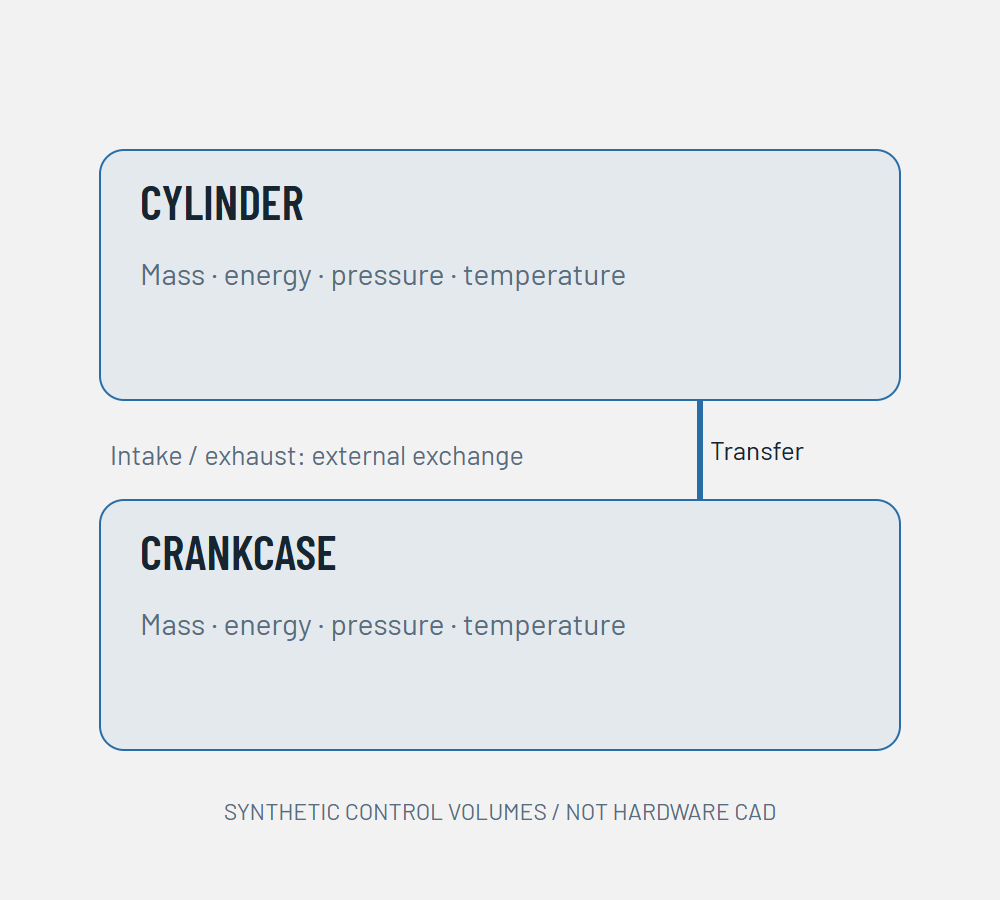 CYLINDER
Mass · energy · pressure · temperature
Transfer
Intake / exhaust: external exchange
CRANKCASE
Mass · energy · pressure · temperature
SYNTHETIC CONTROL VOLUMES / NOT HARDWARE CAD